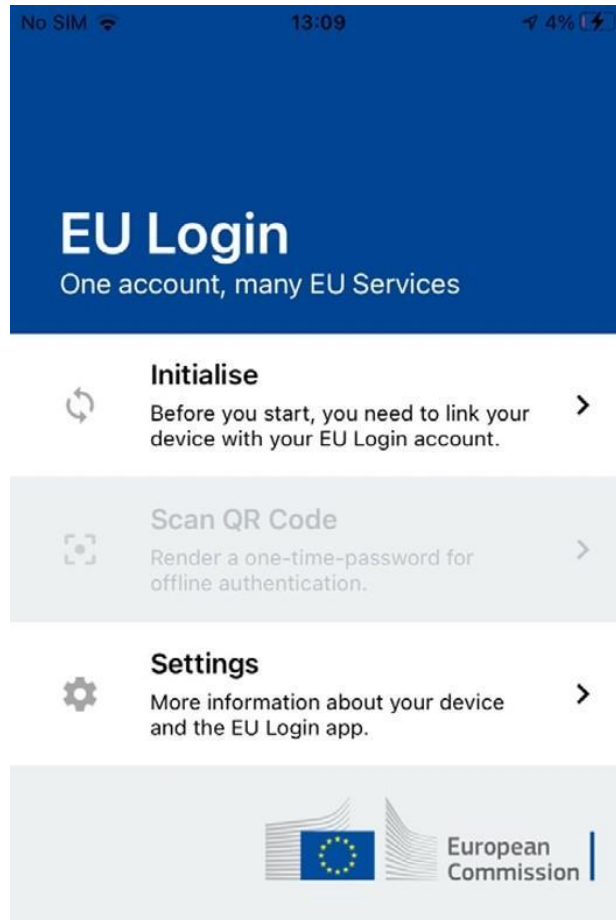 No SIM 13:09 4%
EU Login
One account, many EU Services
Initialise
Before you start, you need to link your
device with your EU Login account.
Scan QR Code
Render a one-time-password for
offline authentication.
Settings
More information about your device
and the EU Login app.
European
Commission